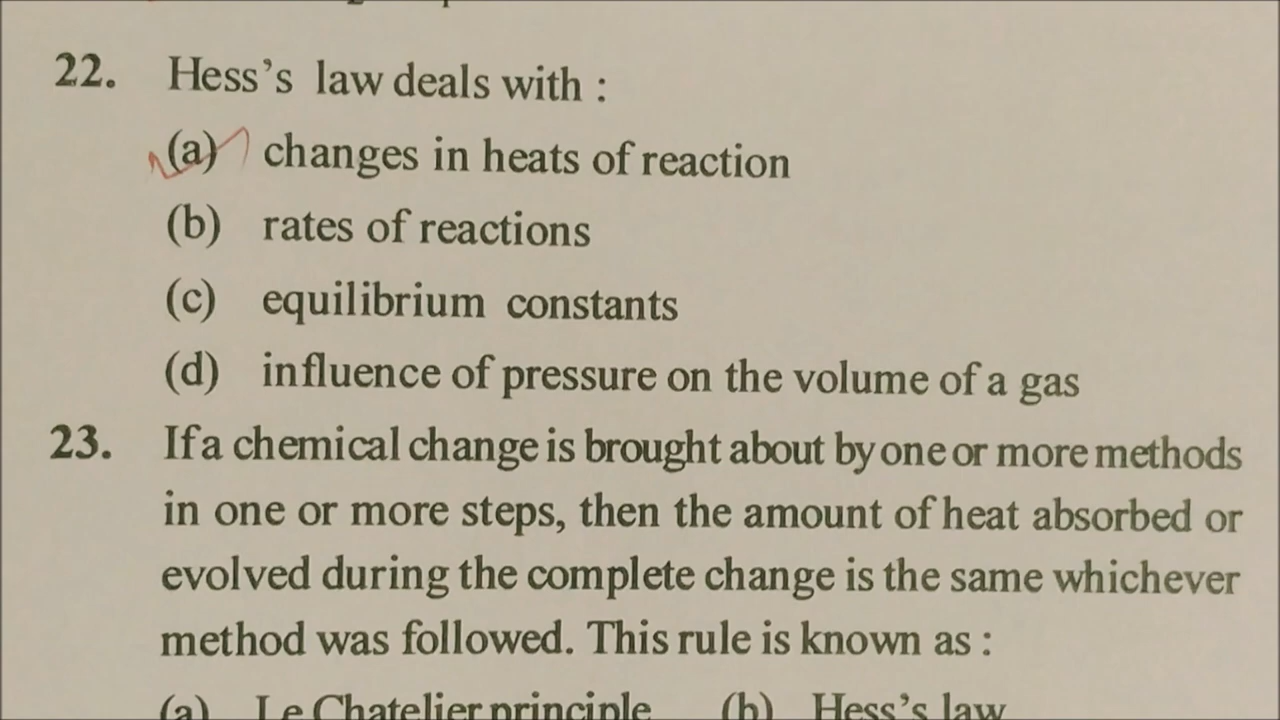 22. Hess's law deals with :
(a) changes in heats of reaction
(b) rates of reactions
(c) equilibrium constants
(d) influence of pressure on the volume of a gas
23. If a chemical change is brought about by one or more methods
in one or more steps, then the amount of heat absorbed or
evolved during the complete change is the same whichever
method was followed. This rule is known as :
(a) Le Chatelier principle (b) Hess's law